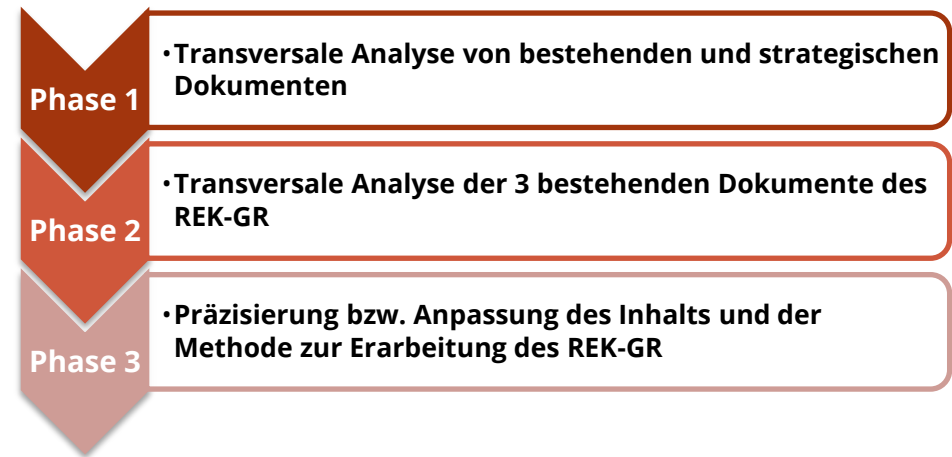 Phase 1
·Transversale Analyse von bestehenden und strategischen
Dokumenten
Phase 2
·Transversale Analyse der 3 bestehenden Dokumente des
REK-GR
Phase 3
·Präzisierung bzw. Anpassung des Inhalts und der
Methode zur Erarbeitung des REK-GR